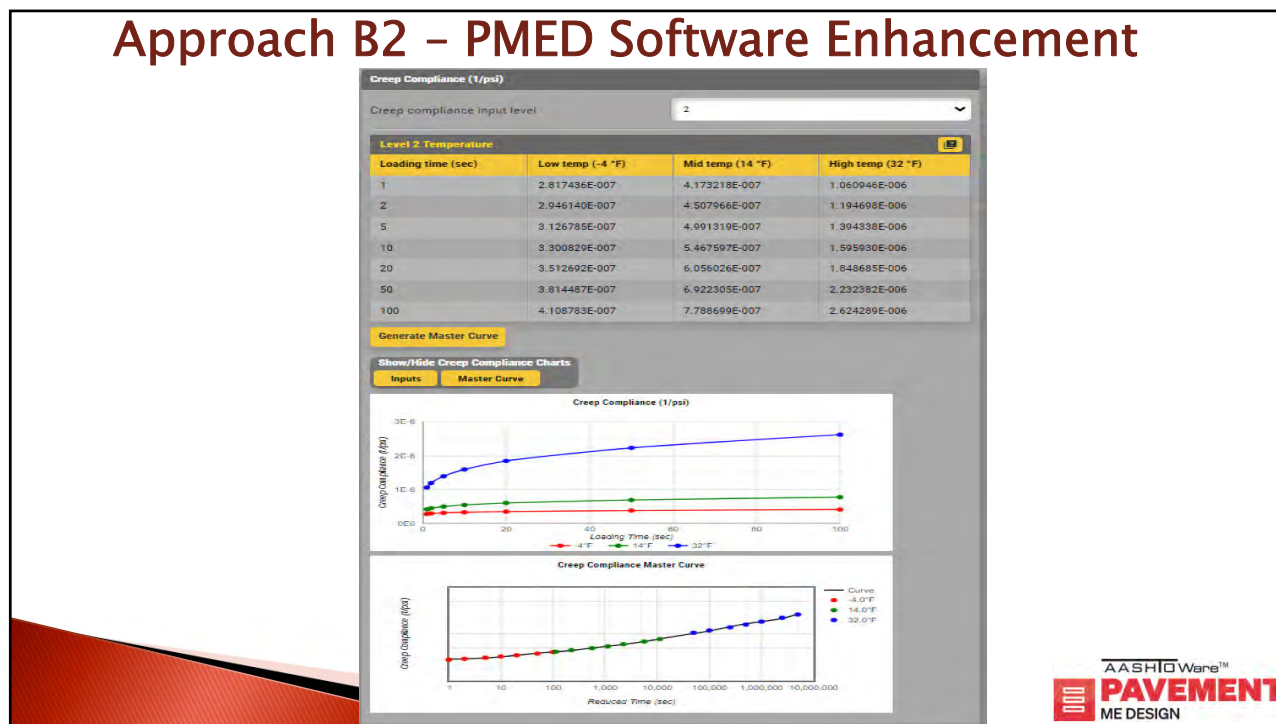 Approach B2 – PMED Software Enhancement
Creep Compliance (1/psi)
Creep compliance input level 2
Level 2 Temperature
Loading time (sec) Low temp (-4 °F) Mid temp (14 °F) High temp (32 °F)
1 2.817436E-007 4.173218E-007 1.060946E-006
2 2.946140E-007 4.507966E-007 1.194698E-006
5 3.126785E-007 4.991319E-007 1.394338E-006
10 3.300829E-007 5.467597E-007 1.595930E-006
20 3.512692E-007 6.056026E-007 1.848685E-006
50 3.814487E-007 6.922305E-007 2.232382E-006
100 4.108783E-007 7.788699E-007 2.624289E-006
Generate Master Curve
Show/Hide Creep Compliance Charts
Inputs Master Curve
Creep Compliance (1/psi)
Creep Compliance (1/psi)
3E-6
2E-6
1E-6
0E0
0 20 40 60 80 100
Loading Time (sec)
-4°F 14°F 32°F
Creep Compliance Master Curve
Creep Compliance (1/psi)
Curve
-4.0°F
14.0°F
32.0°F
1 10 100 1,000 10,000 100,000 1,000,000 10,000,000
Reduced Time (sec)
AASHTOWare™
PAVEMENT
ME DESIGN